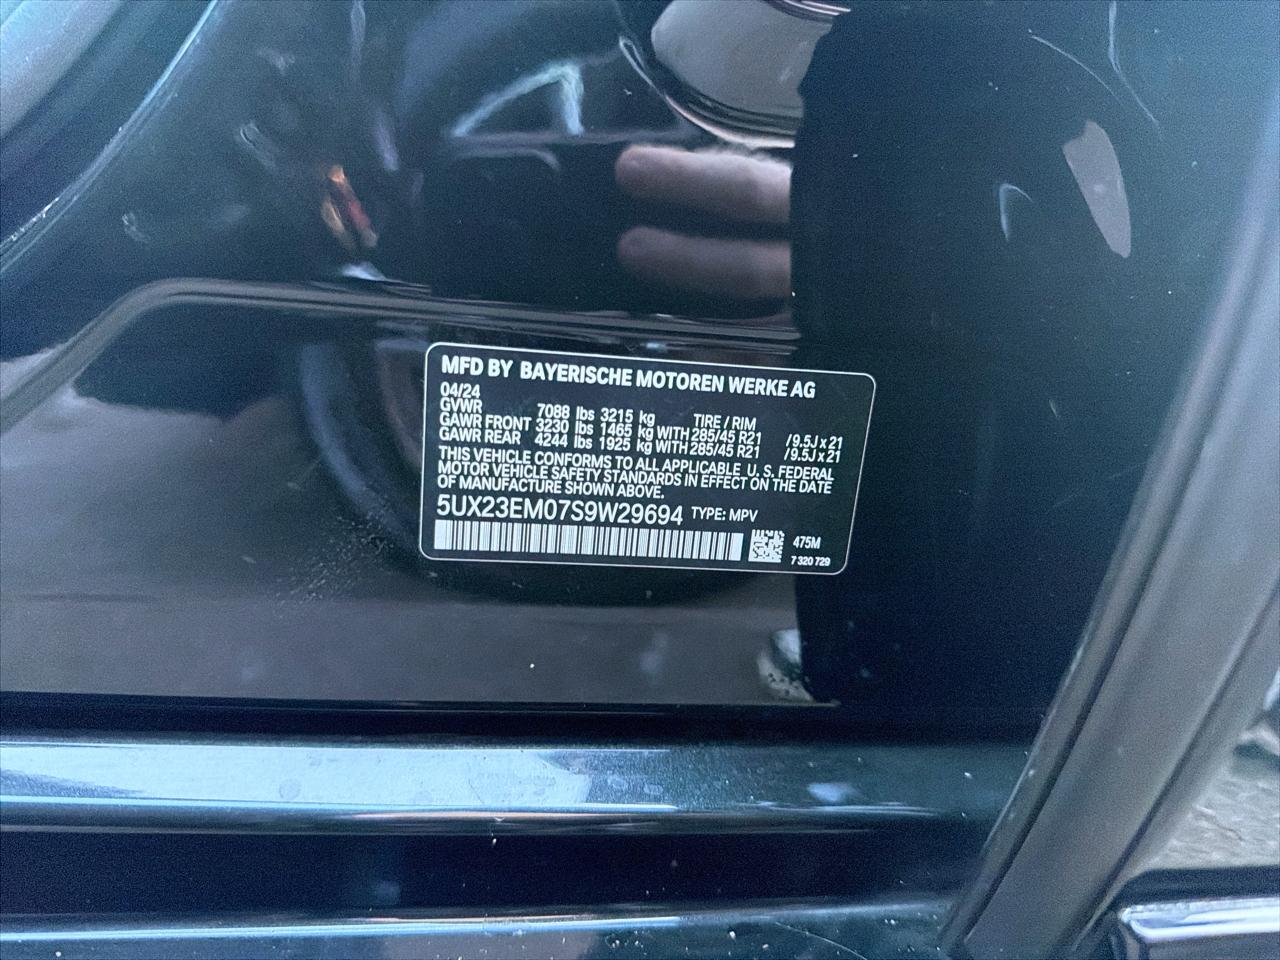 MFD BY BAYERISCHE MOTOREN WERKE AG
04/24
GVWR 7088 lbs 3215 kg TIRE / RIM
GAWR FRONT 3230 lbs 1465 kg WITH 285/45 R21 /9.5J x 21
GAWR REAR 4244 lbs 1925 kg WITH 285/45 R21 /9.5J x 21
THIS VEHICLE CONFORMS TO ALL APPLICABLE U. S. FEDERAL
MOTOR VEHICLE SAFETY STANDARDS IN EFFECT ON THE DATE
OF MANUFACTURE SHOWN ABOVE.
5UX23EM07S9W29694 TYPE: MPV
475M
7 320 729